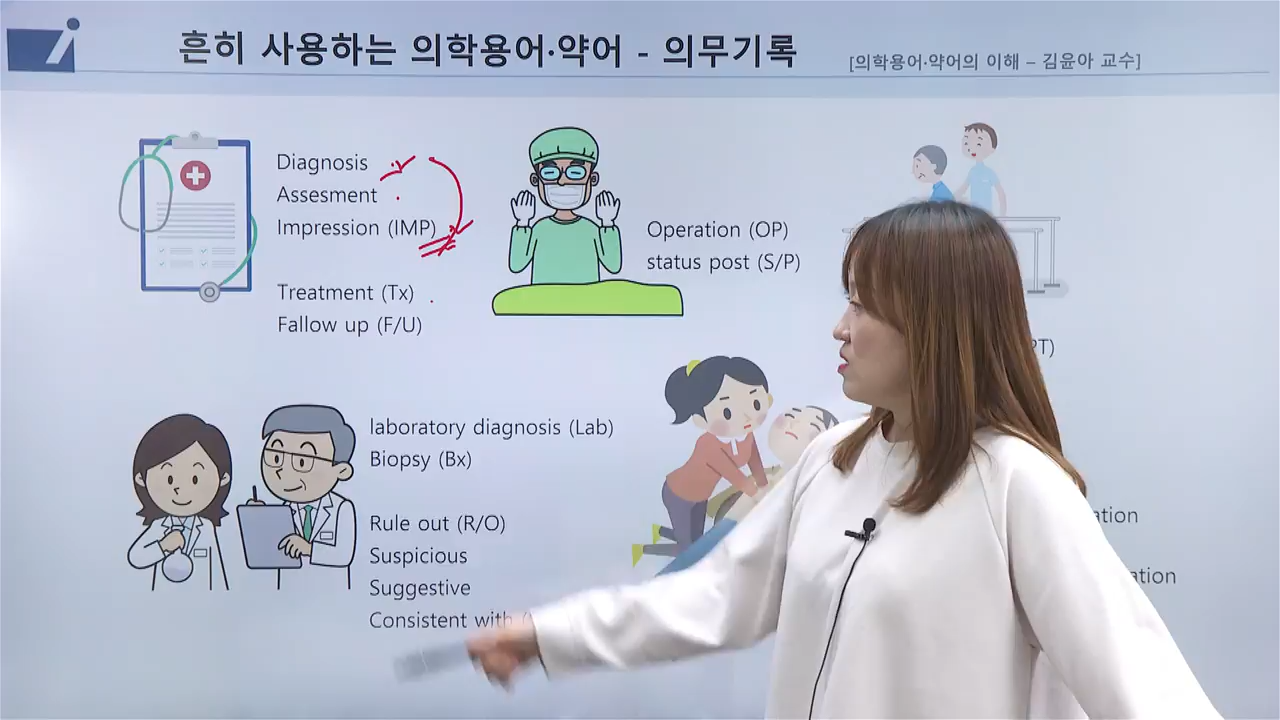 흔히 사용하는 의학용어·약어 - 의무기록
[의학용어·약어의 이해 – 김윤아 교수]
Diagnosis
Assesment
Impression (IMP)
Treatment (Tx)
Fallow up (F/U)
Operation (OP)
status post (S/P)
laboratory diagnosis (Lab)
Biopsy (Bx)
Rule out (R/O)
Suspicious
Suggestive
Consistent with